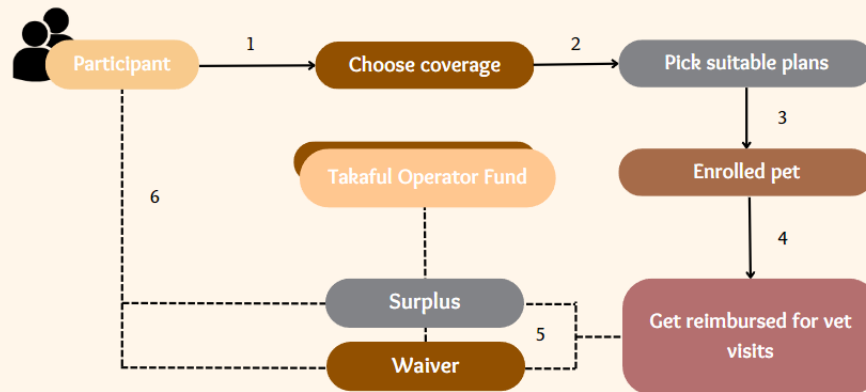 Participant
1
Choose coverage
2
Pick suitable plans
3
Takaful Operator Fund
Enrolled pet
6
4
Surplus
Get reimbursed for vet
visits
5
Waiver